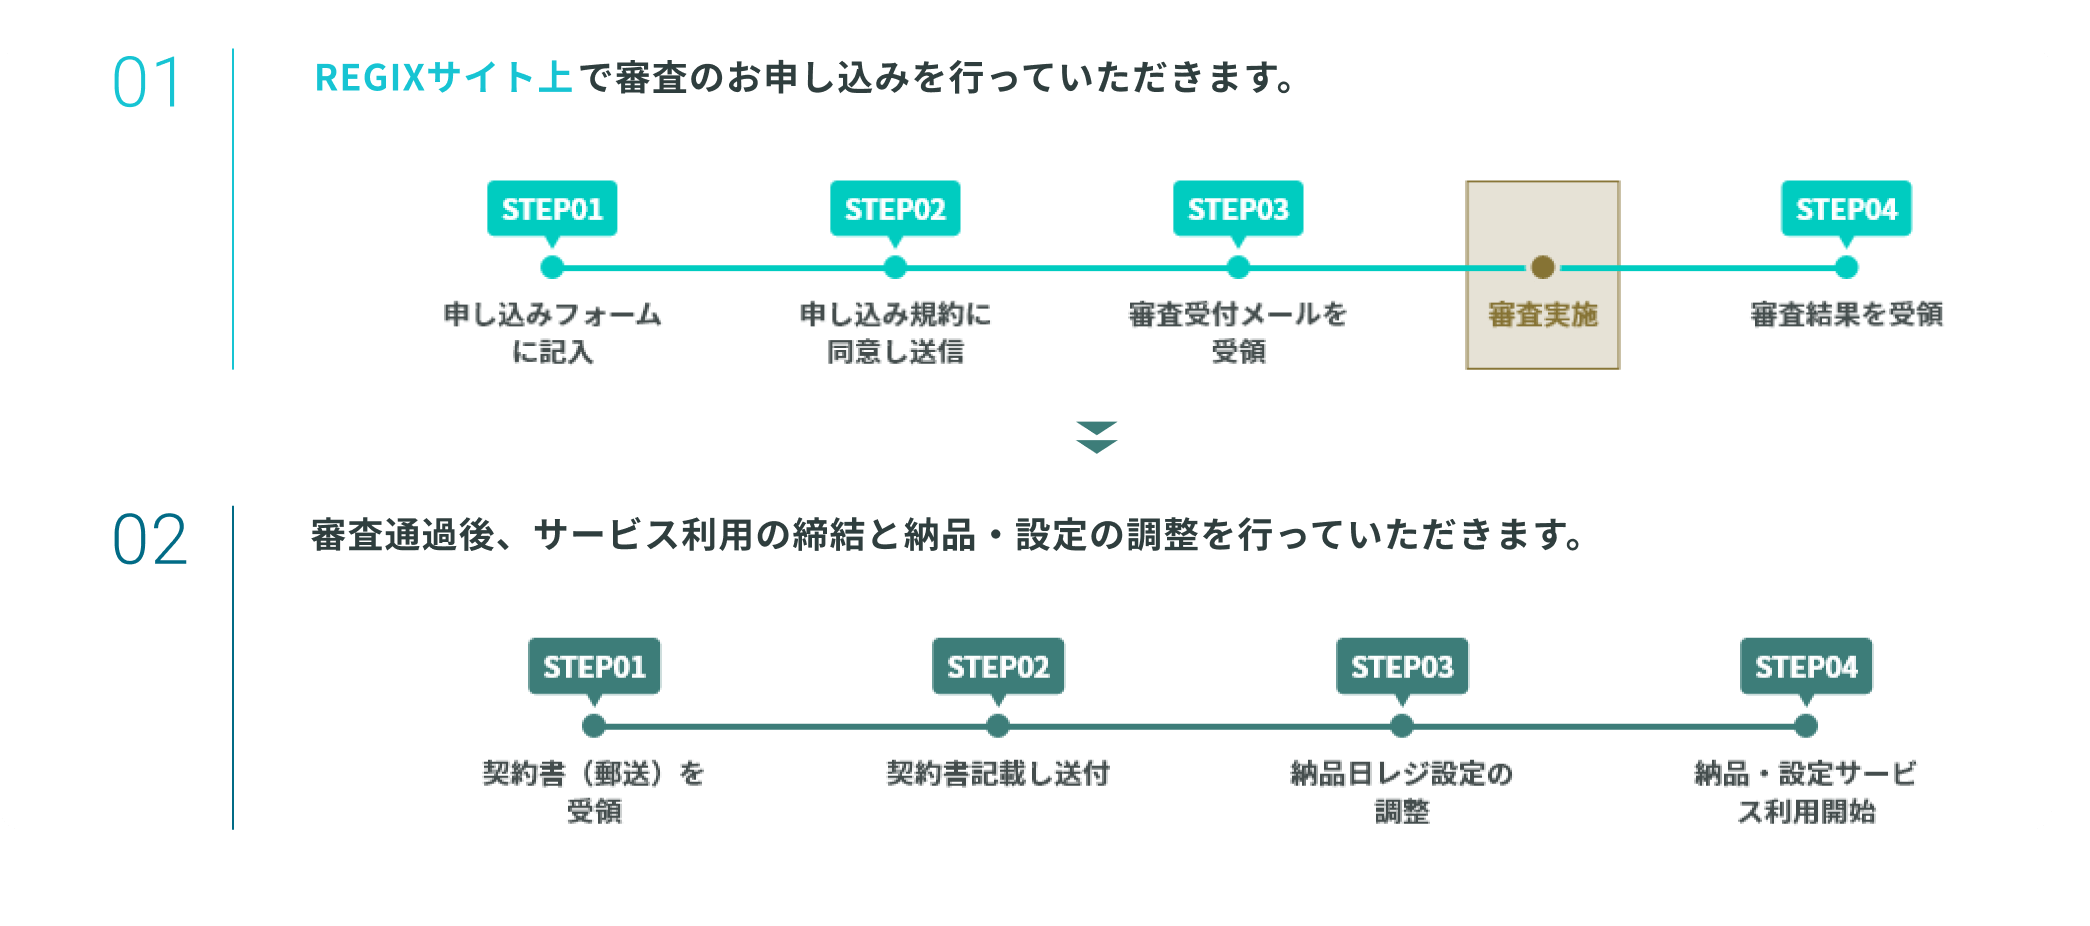 01
REGIXサイト上で審査のお申し込みを行っていただきます。
STEP01
STEP02
STEP03
STEP04
申し込みフォーム
に記入
申し込み規約に
同意し送信
審査受付メールを
受領
審査実施
審査結果を受領
02
審査通過後、サービス利用の締結と納品・設定の調整を行っていただきます。
STEP01
STEP02
STEP03
STEP04
契約書（郵送）を
受領
契約書記載し送付
納品日レジ設定の
調整
納品・設定サービ
ス利用開始